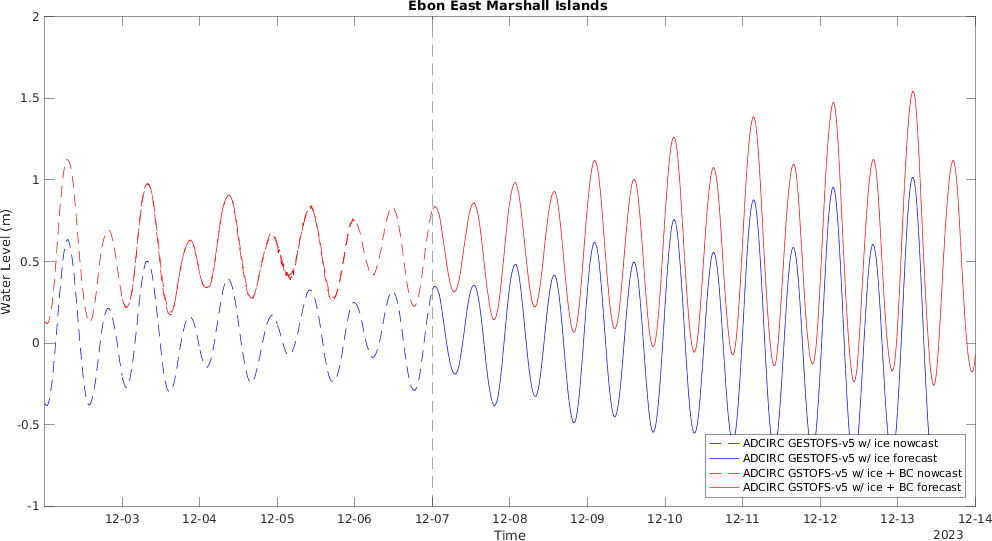 Ebon East Marshall Islands
2
1.5
1
0.5
0
-0.5
-1
Water Level (m)
ADCIRC GESTOFS-v5 w/ ice nowcast
ADCIRC GESTOFS-v5 w/ ice forecast
ADCIRC GSTOFS-v5 w/ ice + BC nowcast
ADCIRC GSTOFS-v5 w/ ice + BC forecast
12-03 12-04 12-05 12-06 12-07 12-08 12-09 12-10 12-11 12-12 12-13 12-14
Time
2023